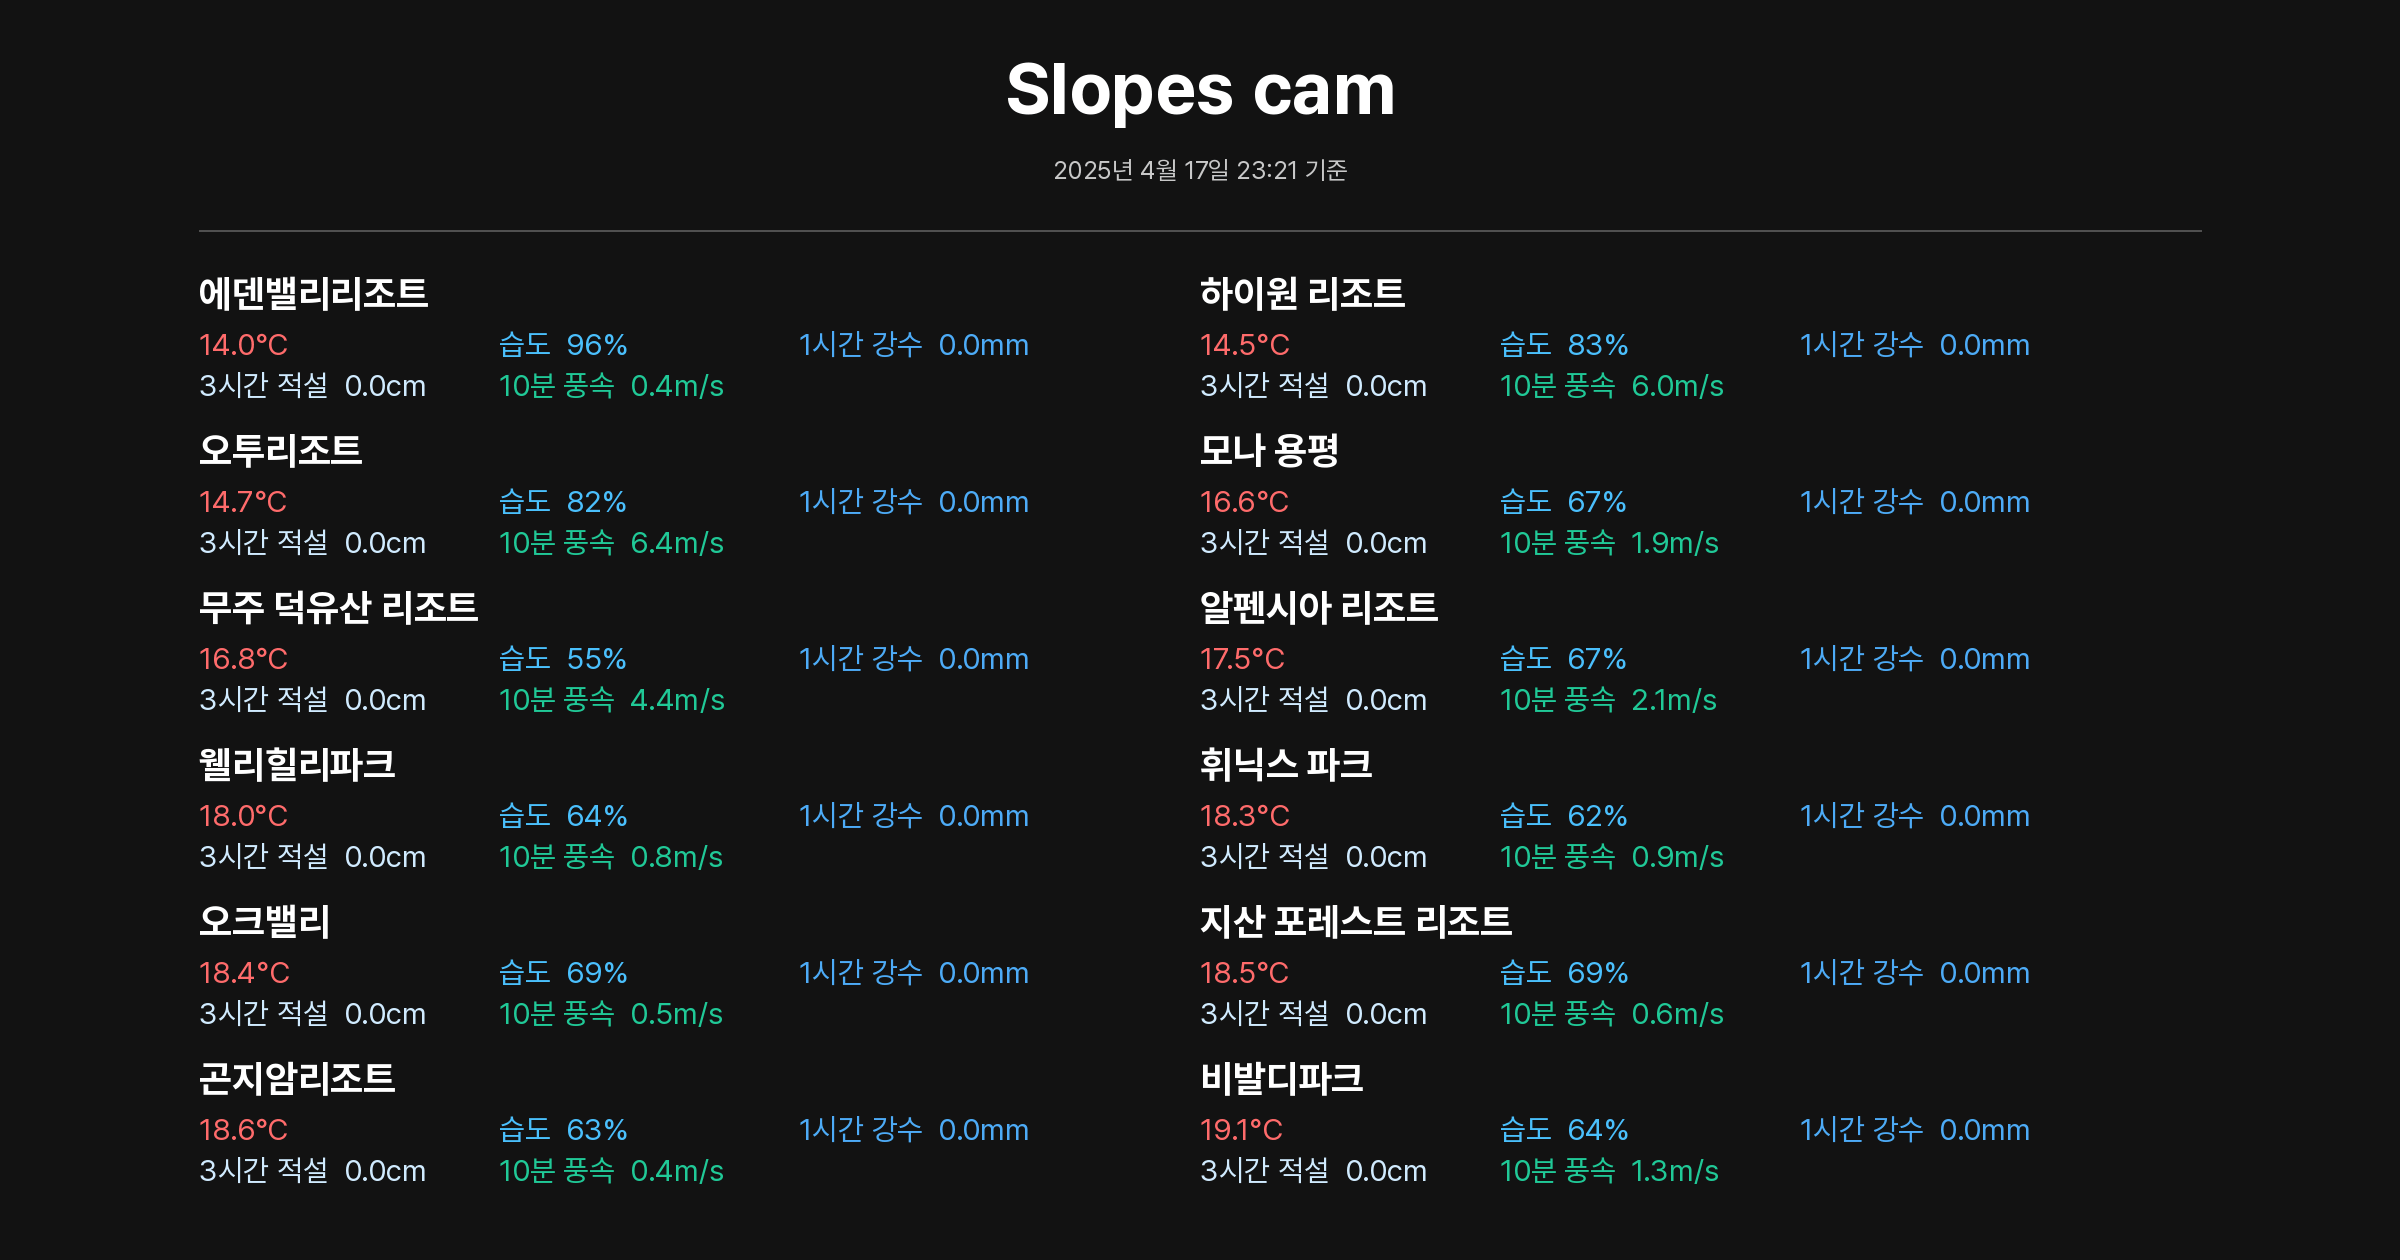 Slopes cam
2025년 4월 17일 23:21 기준
에덴밸리리조트
14.0°C 습도 96% 1시간 강수 0.0mm
3시간 적설 0.0cm 10분 풍속 0.4m/s
하이원 리조트
14.5°C 습도 83% 1시간 강수 0.0mm
3시간 적설 0.0cm 10분 풍속 6.0m/s
오투리조트
14.7°C 습도 82% 1시간 강수 0.0mm
3시간 적설 0.0cm 10분 풍속 6.4m/s
모나 용평
16.6°C 습도 67% 1시간 강수 0.0mm
3시간 적설 0.0cm 10분 풍속 1.9m/s
무주 덕유산 리조트
16.8°C 습도 55% 1시간 강수 0.0mm
3시간 적설 0.0cm 10분 풍속 4.4m/s
알펜시아 리조트
17.5°C 습도 67% 1시간 강수 0.0mm
3시간 적설 0.0cm 10분 풍속 2.1m/s
웰리힐리파크
18.0°C 습도 64% 1시간 강수 0.0mm
3시간 적설 0.0cm 10분 풍속 0.8m/s
휘닉스 파크
18.3°C 습도 62% 1시간 강수 0.0mm
3시간 적설 0.0cm 10분 풍속 0.9m/s
오크밸리
18.4°C 습도 69% 1시간 강수 0.0mm
3시간 적설 0.0cm 10분 풍속 0.5m/s
지산 포레스트 리조트
18.5°C 습도 69% 1시간 강수 0.0mm
3시간 적설 0.0cm 10분 풍속 0.6m/s
곤지암리조트
18.6°C 습도 63% 1시간 강수 0.0mm
3시간 적설 0.0cm 10분 풍속 0.4m/s
비발디파크
19.1°C 습도 64% 1시간 강수 0.0mm
3시간 적설 0.0cm 10분 풍속 1.3m/s